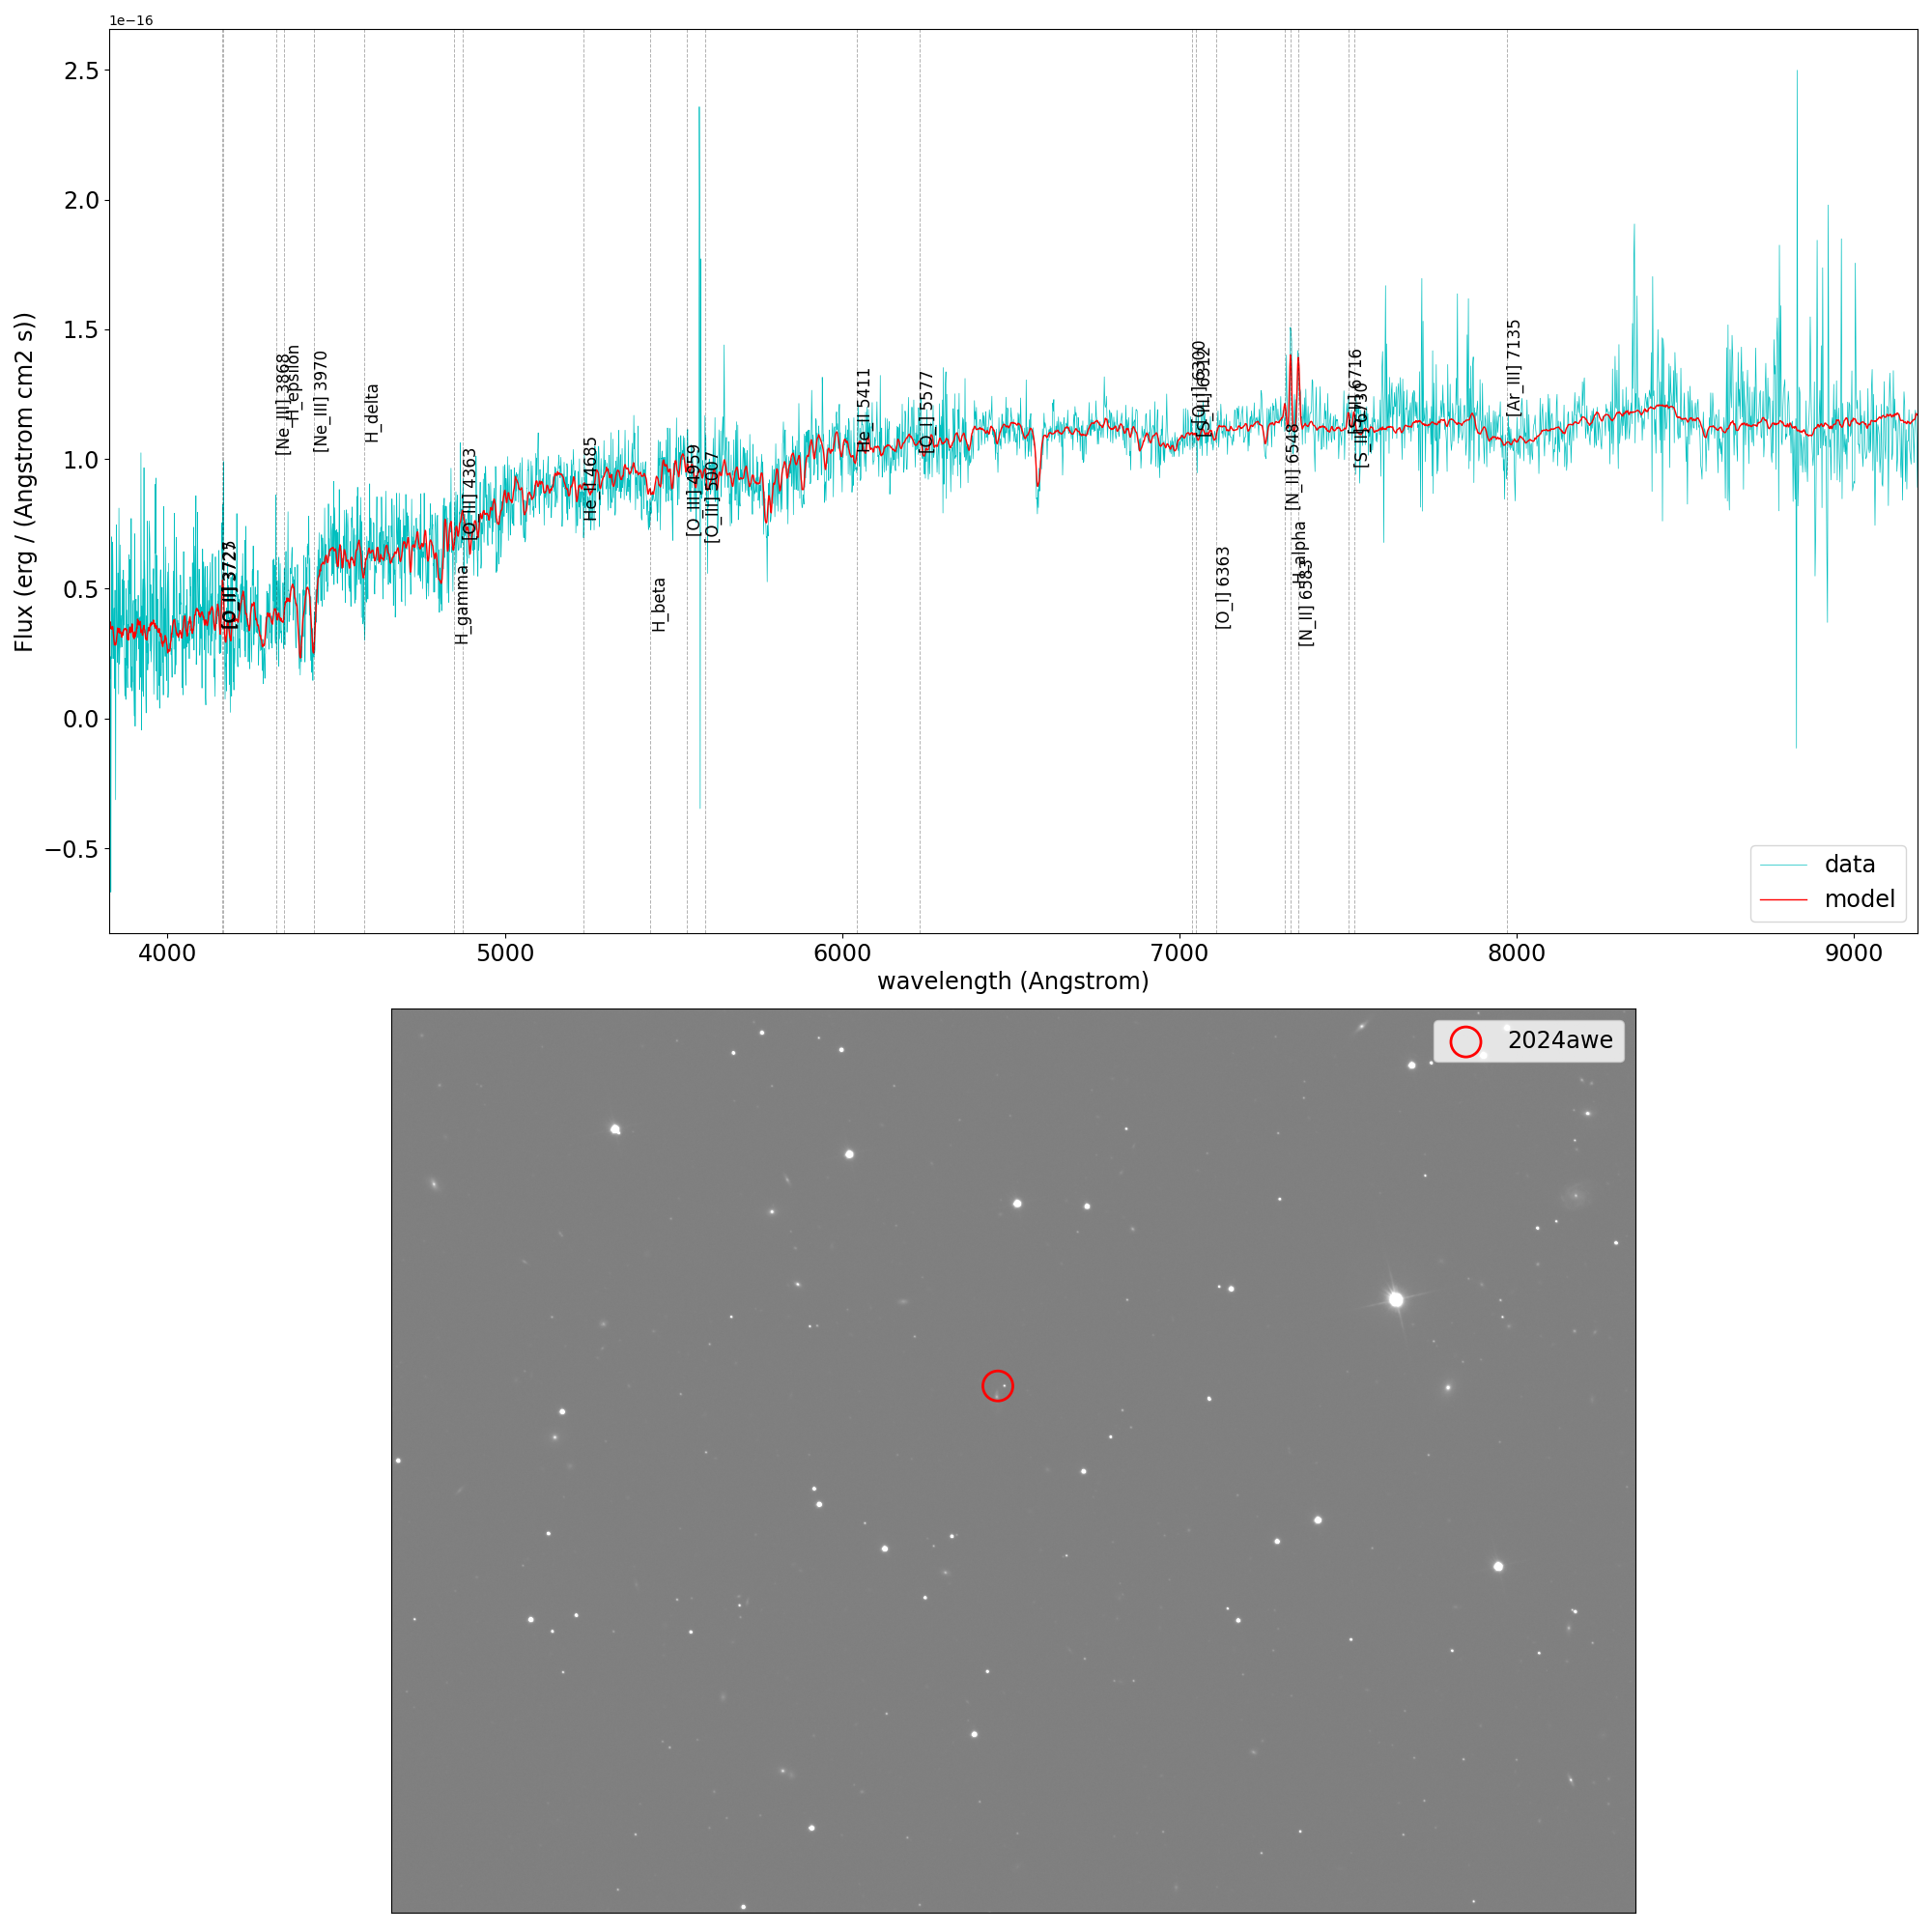 1e−16
Flux (erg / (Angstrom cm2 s))
2.5
2.0
1.5
1.0
0.5
0.0
−0.5
[O_II] 3725
[Ne_III] 3868
H_epsilon
[Ne_III] 3970
H_delta
H_gamma
[O_III] 4363
He_II 4685
H_beta
[O_III] 4959
[O_III] 5007
He_II 5411
[O_I] 5577
[O_I] 6300
[S_III] 6312
[O_I] 6363
[N_II] 6548
H_alpha
[N_II] 6583
[S_II] 6716
[S_II] 6730
[Ar_III] 7135
data
model
4000
5000
6000
7000
8000
9000
wavelength (Angstrom)
2024awe